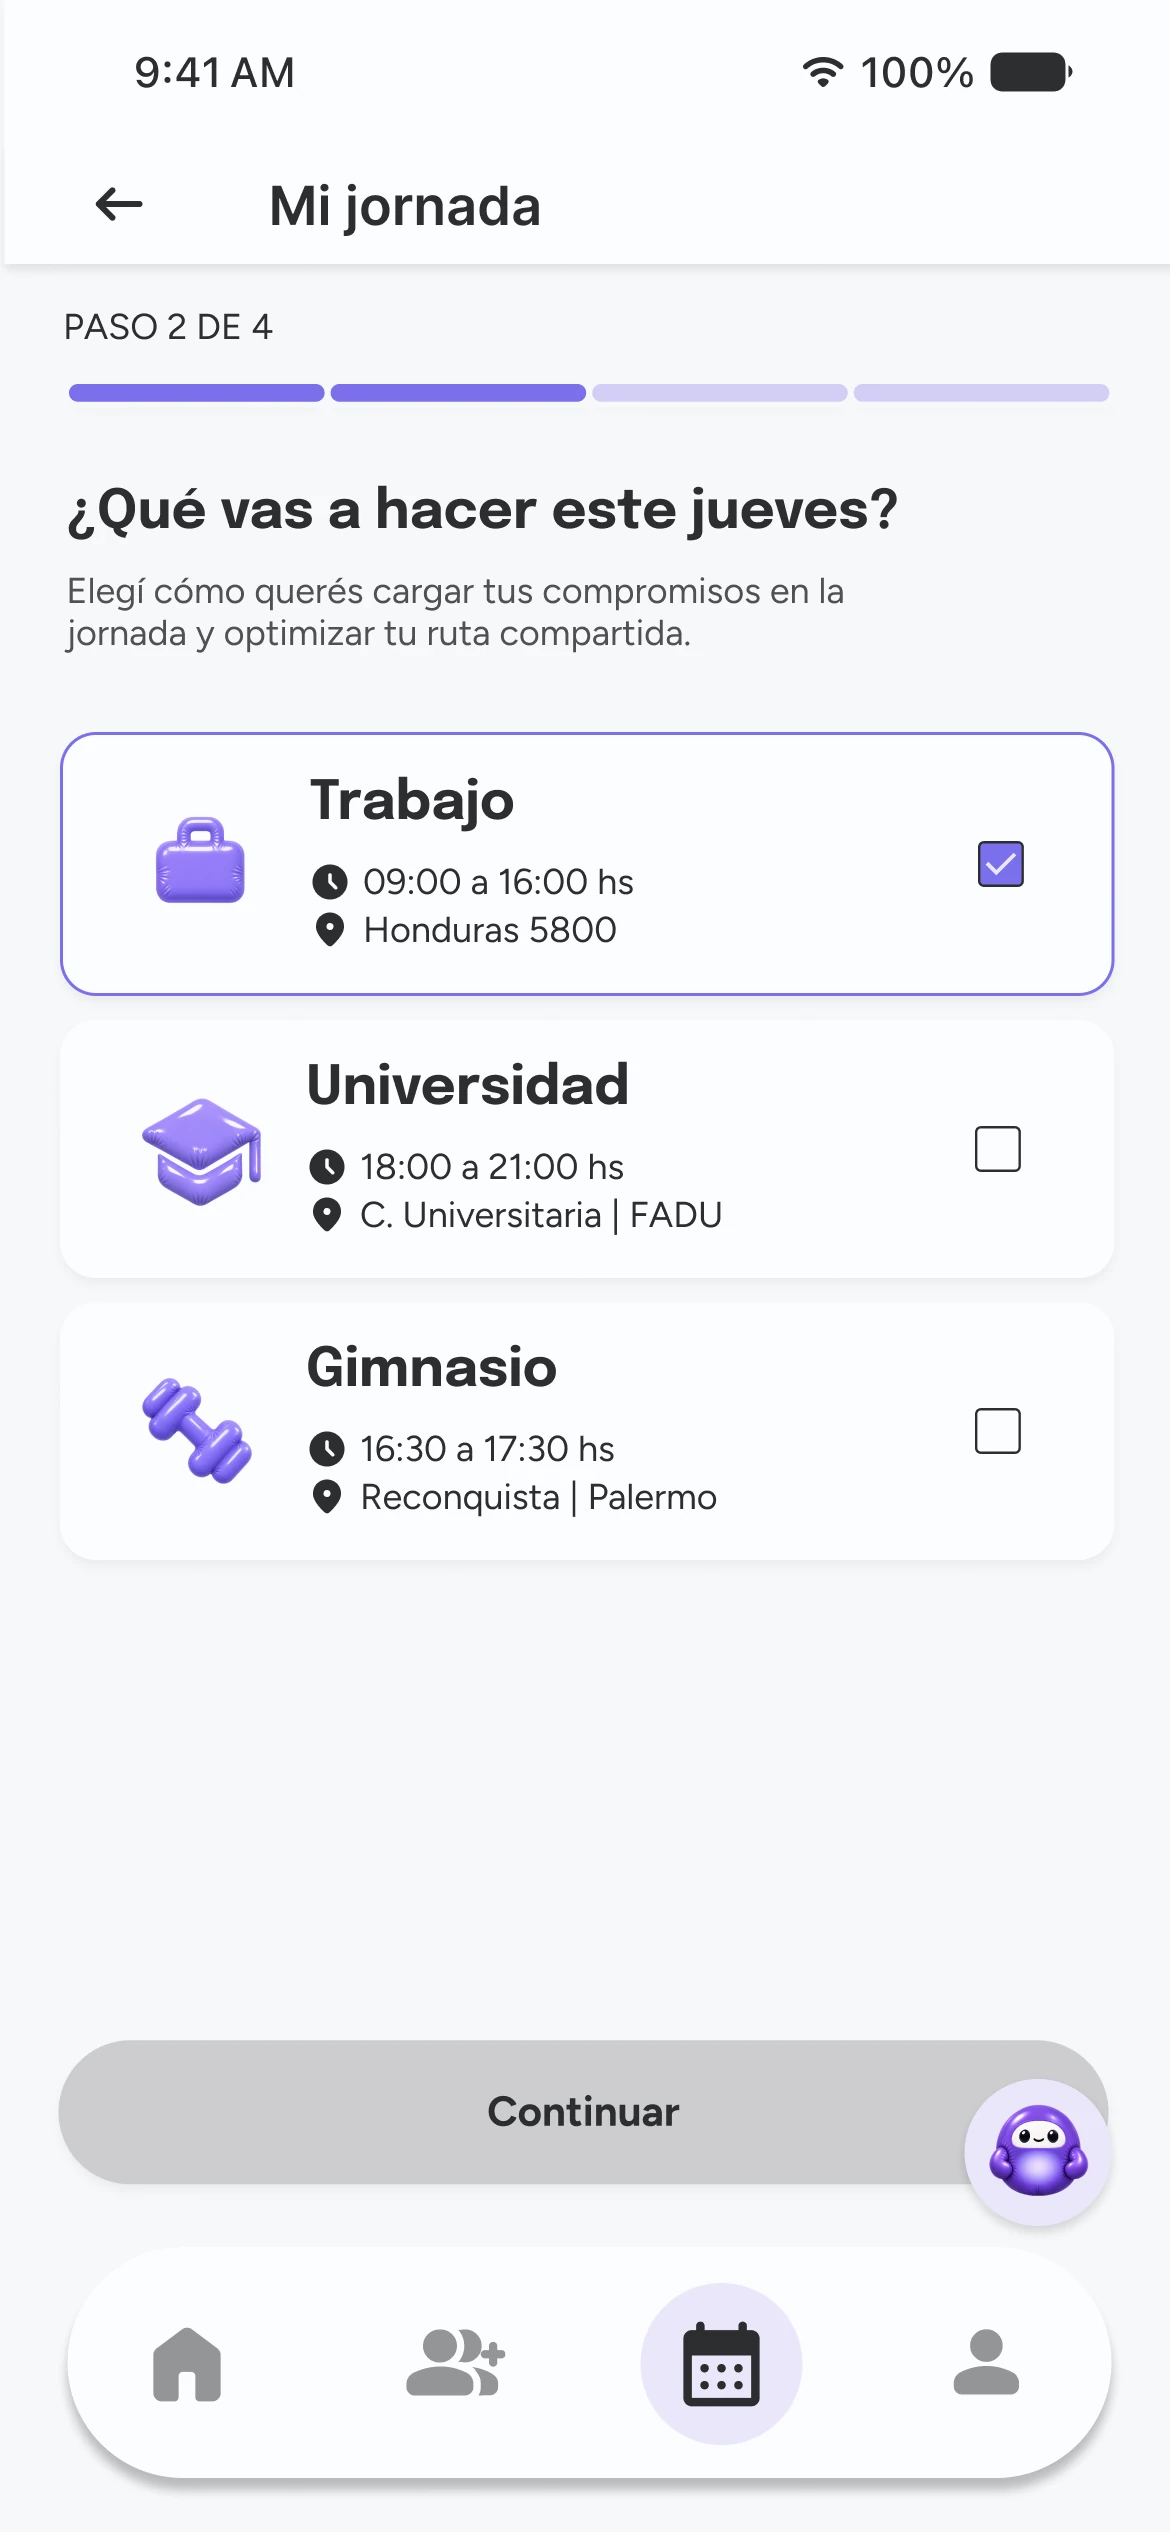 9:41 AM
100%
Mi jornada
PASO 2 DE 4
¿Qué vas a hacer este jueves?
Elegí cómo querés cargar tus compromisos en la
jornada y optimizar tu ruta compartida.
Trabajo
09:00 a 16:00 hs
Honduras 5800
Universidad
18:00 a 21:00 hs
C. Universitaria | FADU
Gimnasio
16:30 a 17:30 hs
Reconquista | Palermo
Continuar